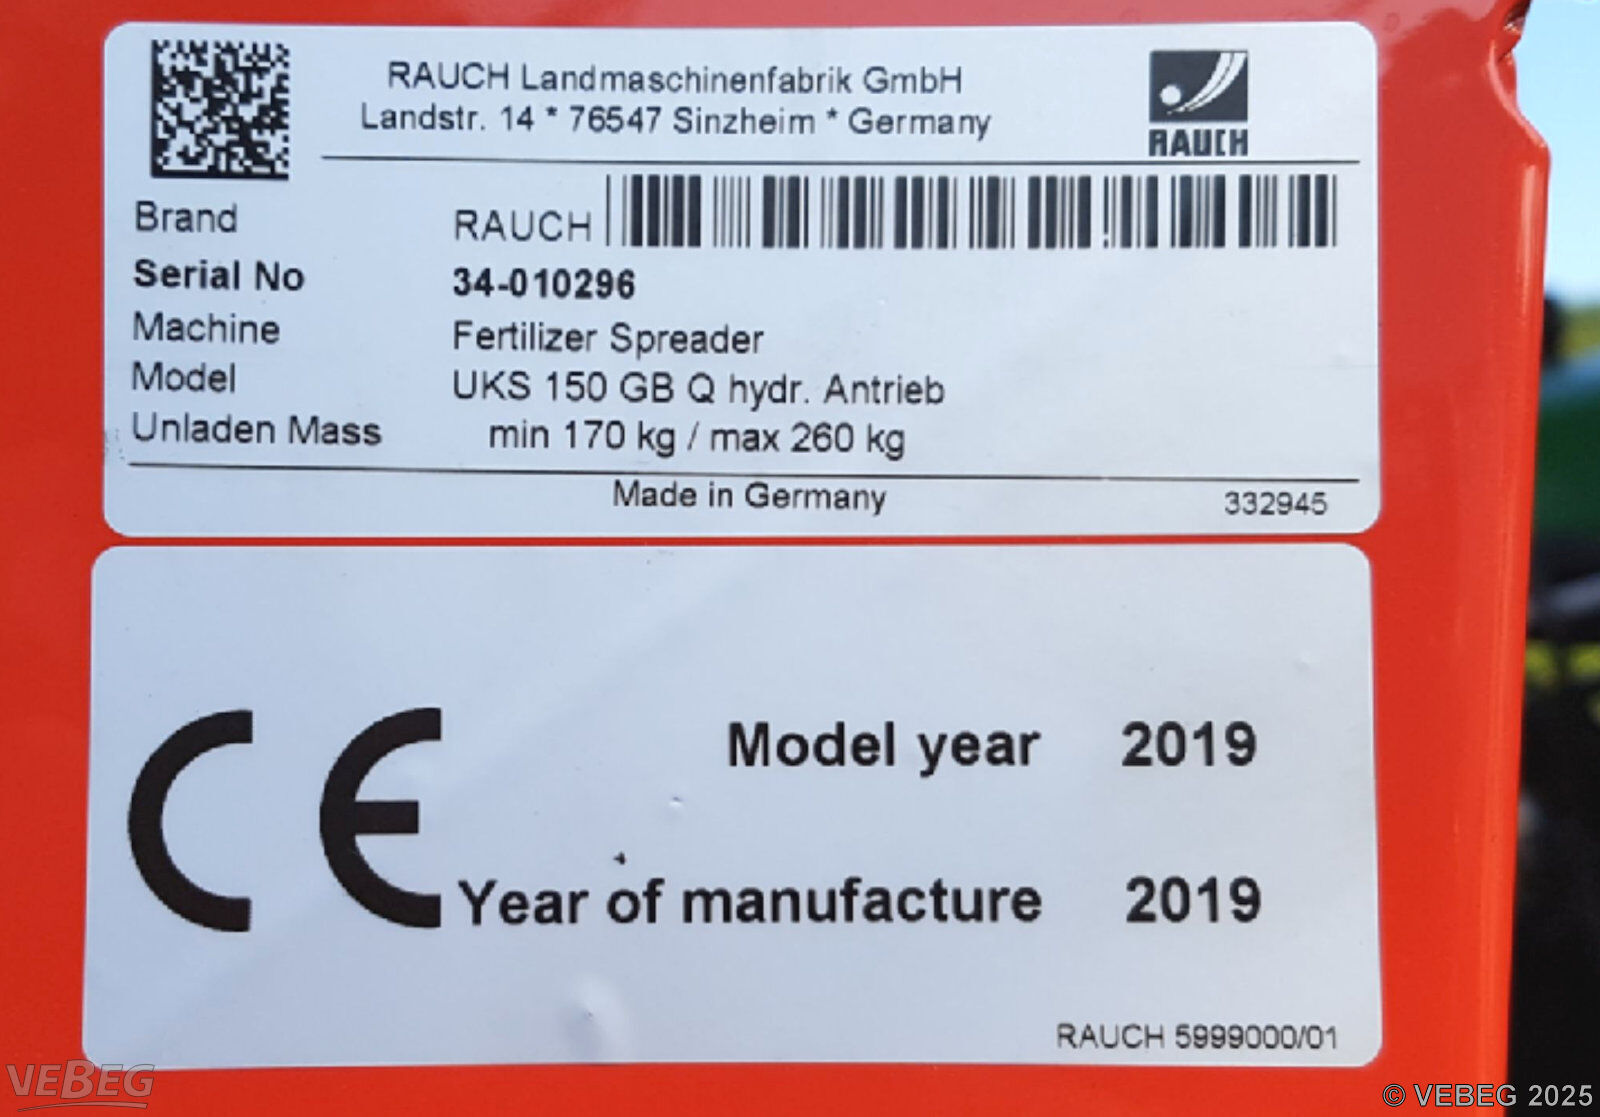 RAUCH Landmaschinenfabrik GmbH
Landstr. 14 * 76547 Sinzheim * Germany
RAUCH
Brand RAUCH
Serial No 34-010296
Machine Fertilizer Spreader
Model UKS 150 GB Q hydr. Antrieb
Unladen Mass min 170 kg / max 260 kg
Made in Germany 332945
CE
Model year 2019
Year of manufacture 2019
RAUCH 5999000/01
VEBEG
© VEBEG 2025